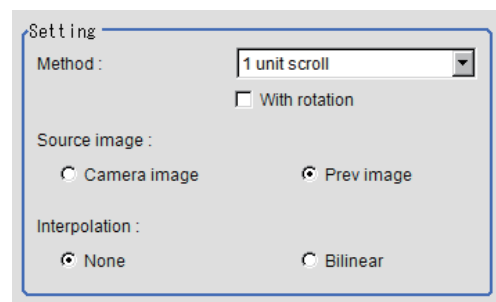 Setting
Method : 1 unit scroll
With rotation
Source image :
Camera image Prev image
Interpolation :
None Bilinear